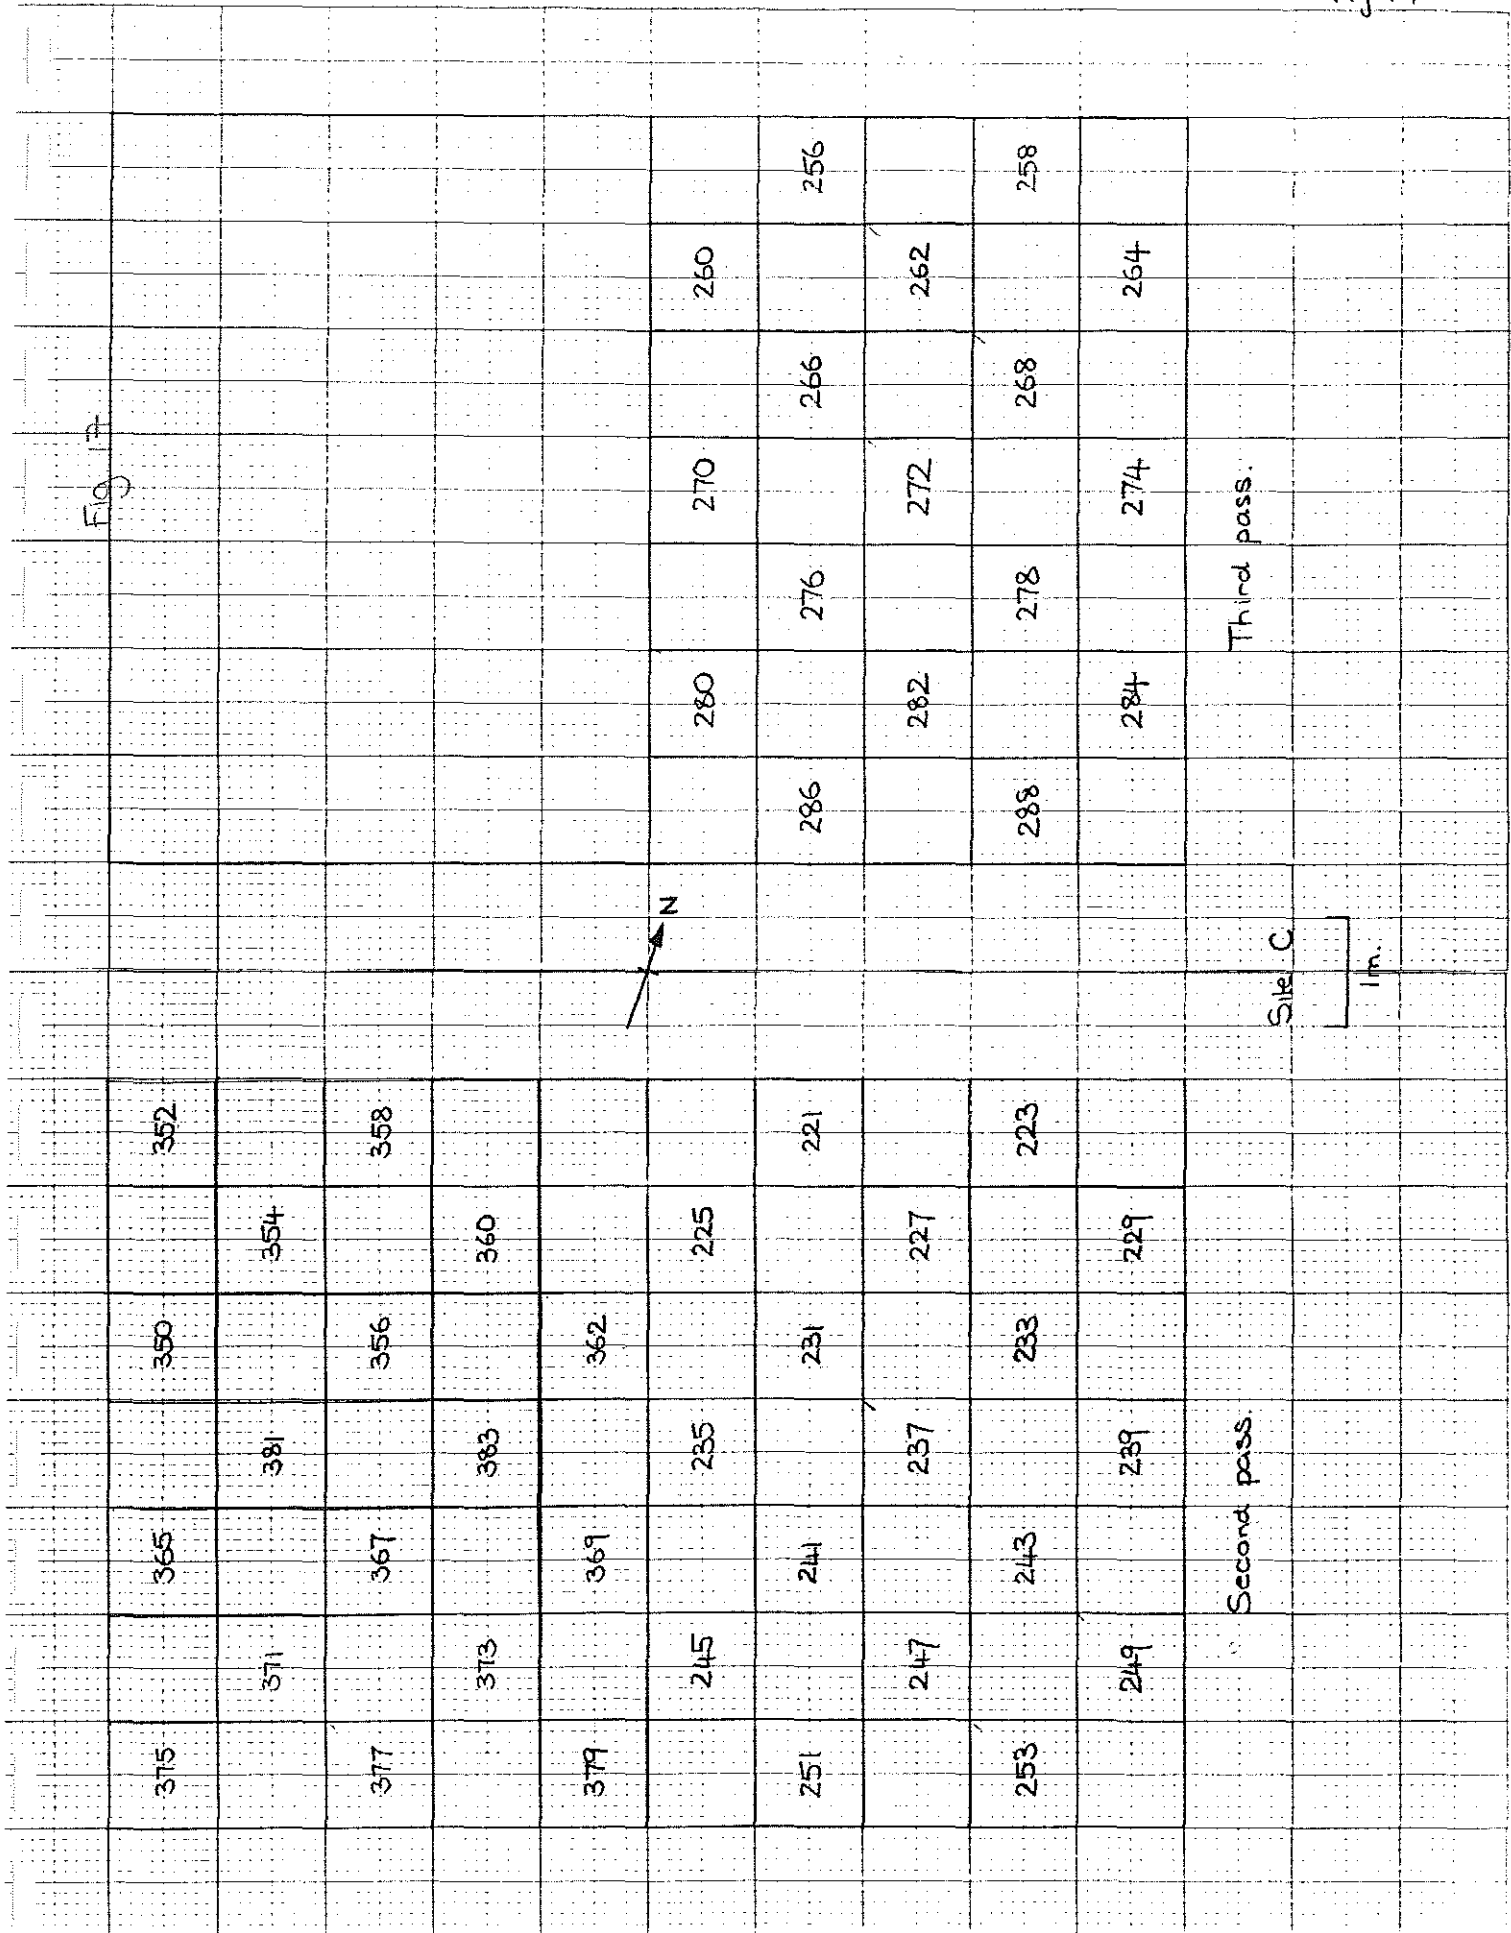 Fig 17
375 365 350 352
371 381 354
377 367 356 358
373 383 360
379 369 362
N
245 235 225 280 270 260
251 241 231 221 286 276 266 256
247 237 227 282 272 262
253 243 233 223 288 278 268 258
249 239 229 284 274 264
Second pass. Third pass.
Site C
1m.